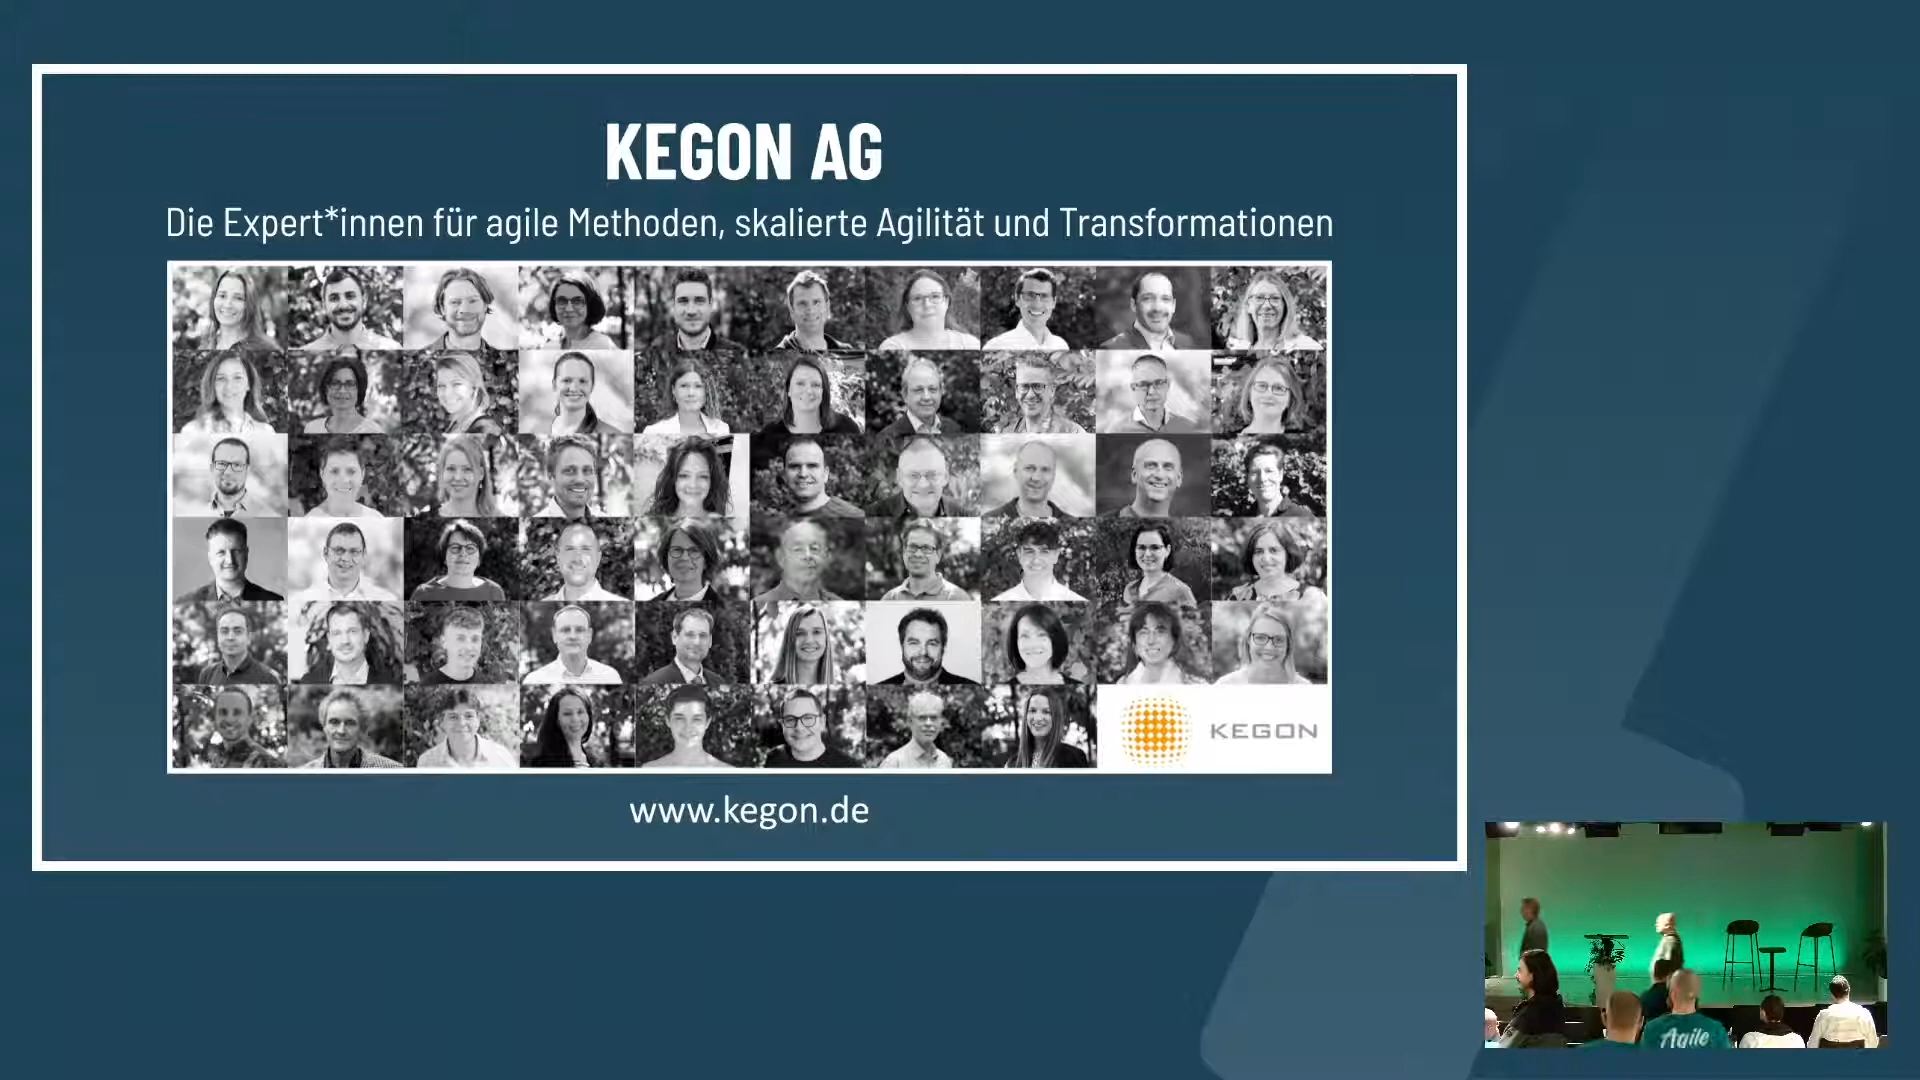 KEGON AG
Die Expert*innen für agile Methoden, skalierte Agilität und Transformationen
KEGON
www.kegon.de
Agile